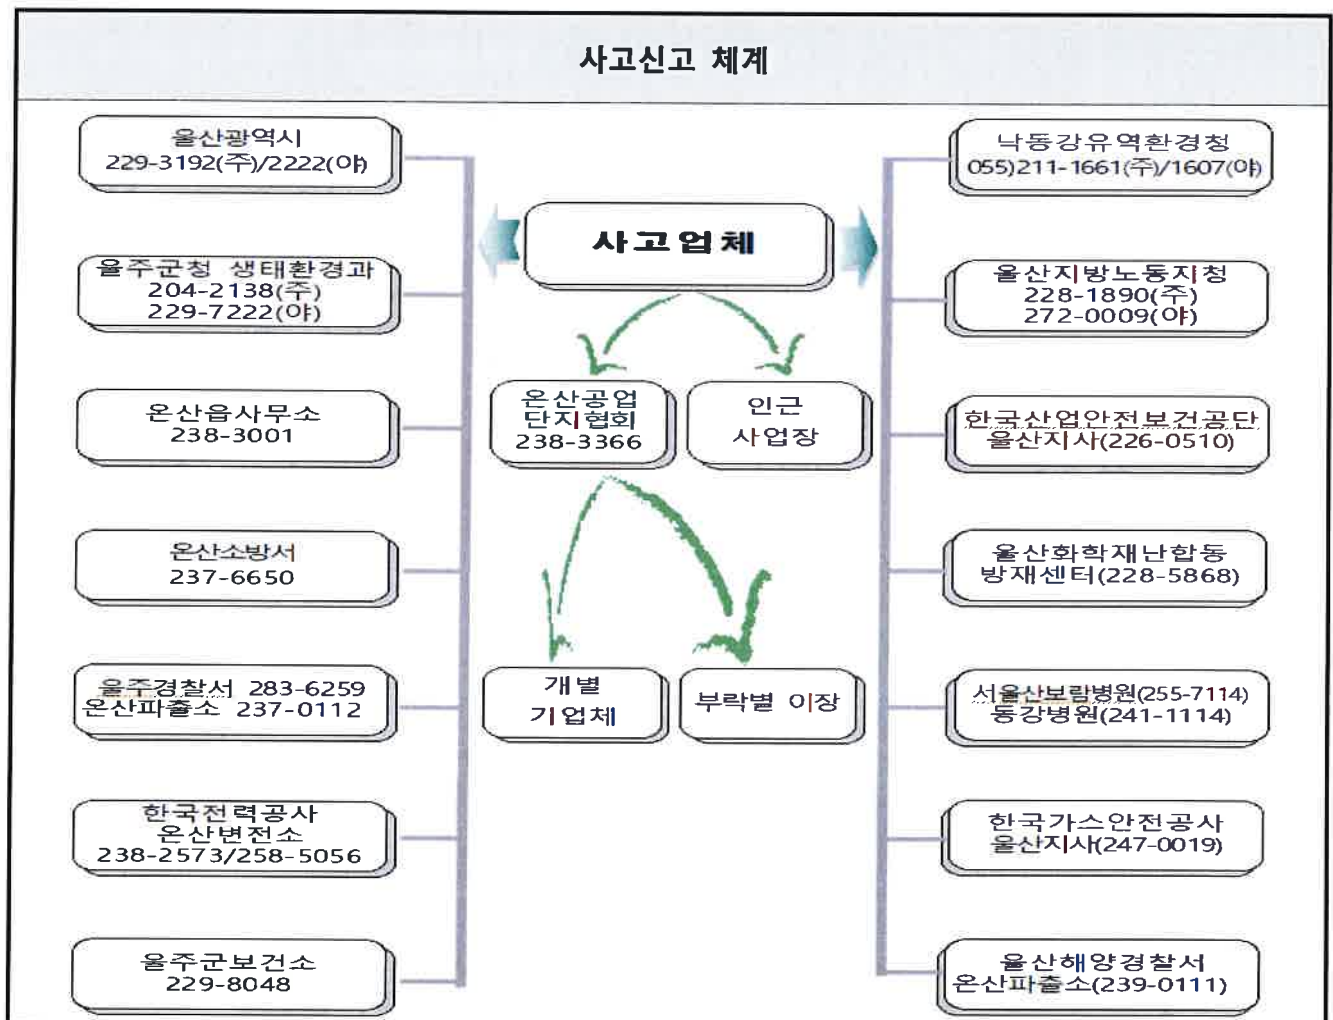 사고신고 체계
울산광역시
229-3192(주)/2222(야)
울주군청 생태환경과
204-2138(주)
229-7222(야)
온산읍사무소
238-3001
온산소방서
237-6650
울주경찰서 283-6259
온산파출소 237-0112
한국전력공사
온산변전소
238-2573/258-5056
울주군보건소
229-8048
사고업체
온산공업
단지협회
238-3366
인근
사업장
개별
기업체
부락별 이장
낙동강유역환경청
055)211-1661(주)/1607(야)
울산지방노동지청
228-1890(주)
272-0009(야)
한국산업안전보건공단
울산지사(226-0510)
울산화학재난합동
방재센터(228-5868)
서울산보람병원(255-7114)
동강병원(241-1114)
한국가스안전공사
울산지사(247-0019)
울산해양경찰서
온산파출소(239-0111)